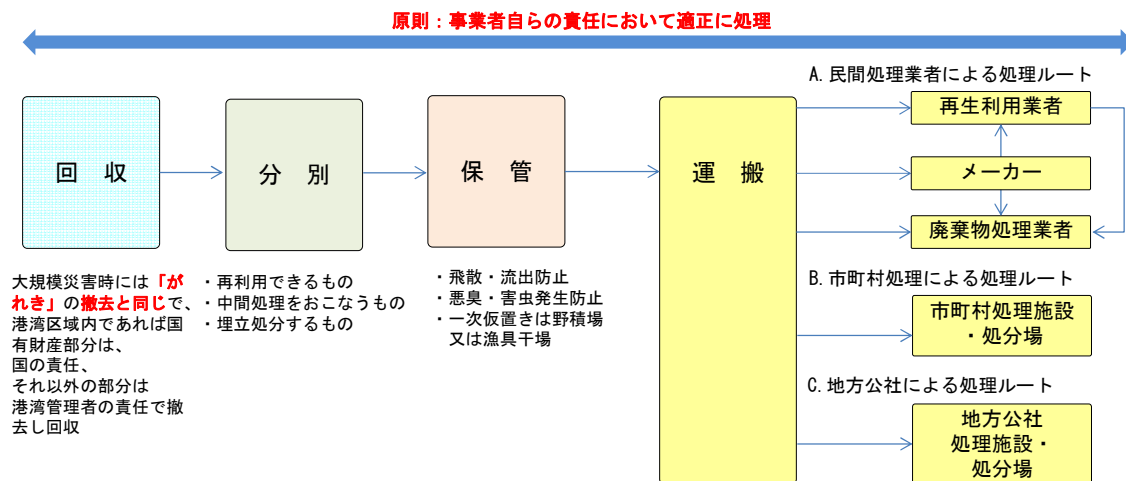 原則：事業者自らの責任において適正に処理
回　収
分　別
保　管
運　搬
大規模災害時には「が
れき」の撤去と同じで、
港湾区域内であれば国
有財産部分は、
国の責任、
それ以外の部分は
港湾管理者の責任で撤
去し回収
・再利用できるもの
・中間処理をおこなうもの
・埋立処分するもの
・飛散・流出防止
・悪臭・害虫発生防止
・一次仮置きは野積場
又は漁具干場
A.民間処理業者による処理ルート
再生利用業者
メーカー
廃棄物処理業者
B.市町村処理による処理ルート
市町村処理施設
・処分場
C.地方公社による処理ルート
地方公社
処理施設・
処分場